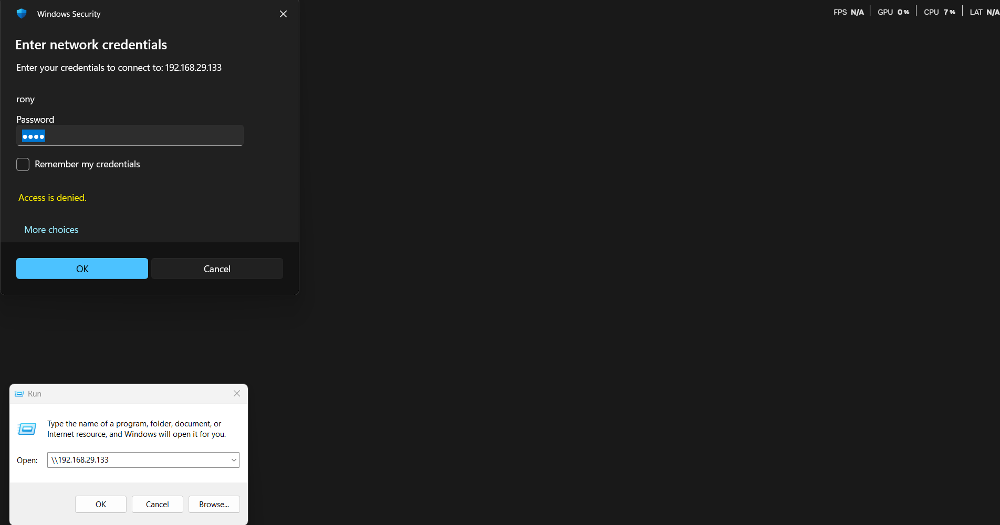 Windows Security
FPS N/A GPU 0% CPU 7% LAT N/A
Enter network credentials
Enter your credentials to connect to: 192.168.29.133
rony
Password
●●●●
Remember my credentials
Access is denied.
More choices
OK Cancel
Run
Type the name of a program, folder, document, or
Internet resource, and Windows will open it for you.
Open: \\192.168.29.133
OK Cancel Browse...